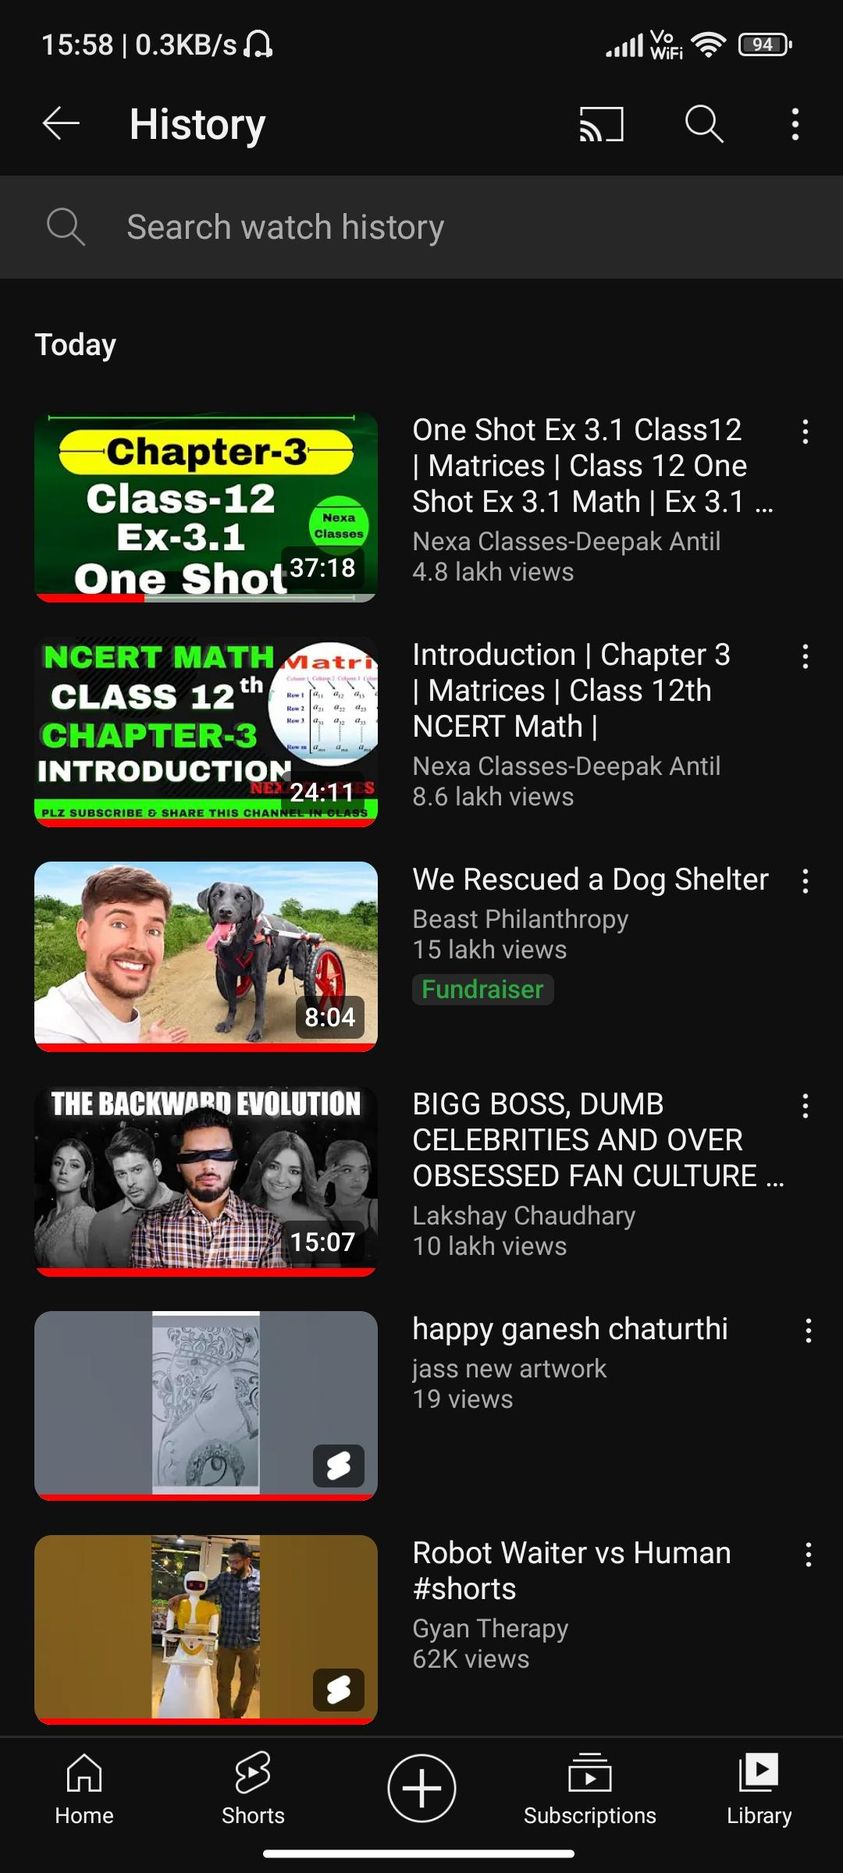 15:58 | 0.3KB/s
Vo
WiFi
94
History
Search watch history
Today
Chapter-3
Class-12
Ex-3.1
One Shot
Nexa
Classes
37:18
One Shot Ex 3.1 Class12
| Matrices | Class 12 One
Shot Ex 3.1 Math | Ex 3.1 ...
Nexa Classes-Deepak Antil
4.8 lakh views
NCERT MATH
CLASS 12th
CHAPTER-3
INTRODUCTION
Matri
Row 1
Row 2
Row 3
Row m
24:11
PLZ SUBSCRIBE & SHARE THIS CHANNEL IN CLASS
Introduction | Chapter 3
| Matrices | Class 12th
NCERT Math |
Nexa Classes-Deepak Antil
8.6 lakh views
8:04
We Rescued a Dog Shelter
Beast Philanthropy
15 lakh views
Fundraiser
THE BACKWARD EVOLUTION
15:07
BIGG BOSS, DUMB
CELEBRITIES AND OVER
OBSESSED FAN CULTURE ...
Lakshay Chaudhary
10 lakh views
happy ganesh chaturthi
jass new artwork
19 views
Robot Waiter vs Human
#shorts
Gyan Therapy
62K views
Home
Shorts
Subscriptions
Library